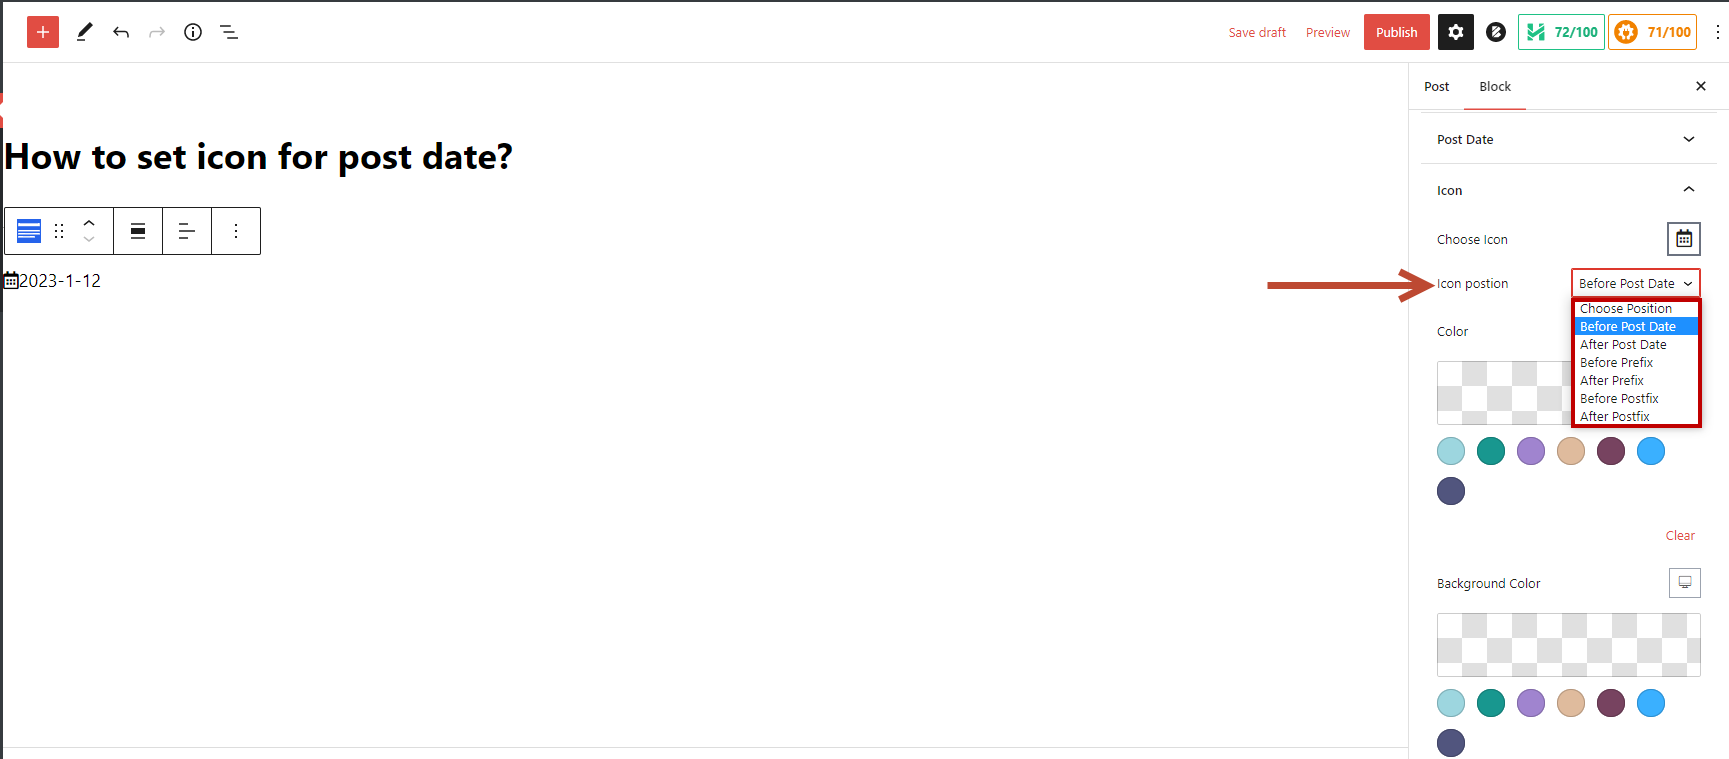 Save draft
Preview
Publish
72/100
71/100
Post
Block
Post Date
How to set icon for post date?
Icon
Choose Icon
2023-1-12
Icon postion
Before Post Date
Choose Position
Before Post Date
After Post Date
Before Prefix
After Prefix
Before Postfix
After Postfix
Color
Clear
Background Color